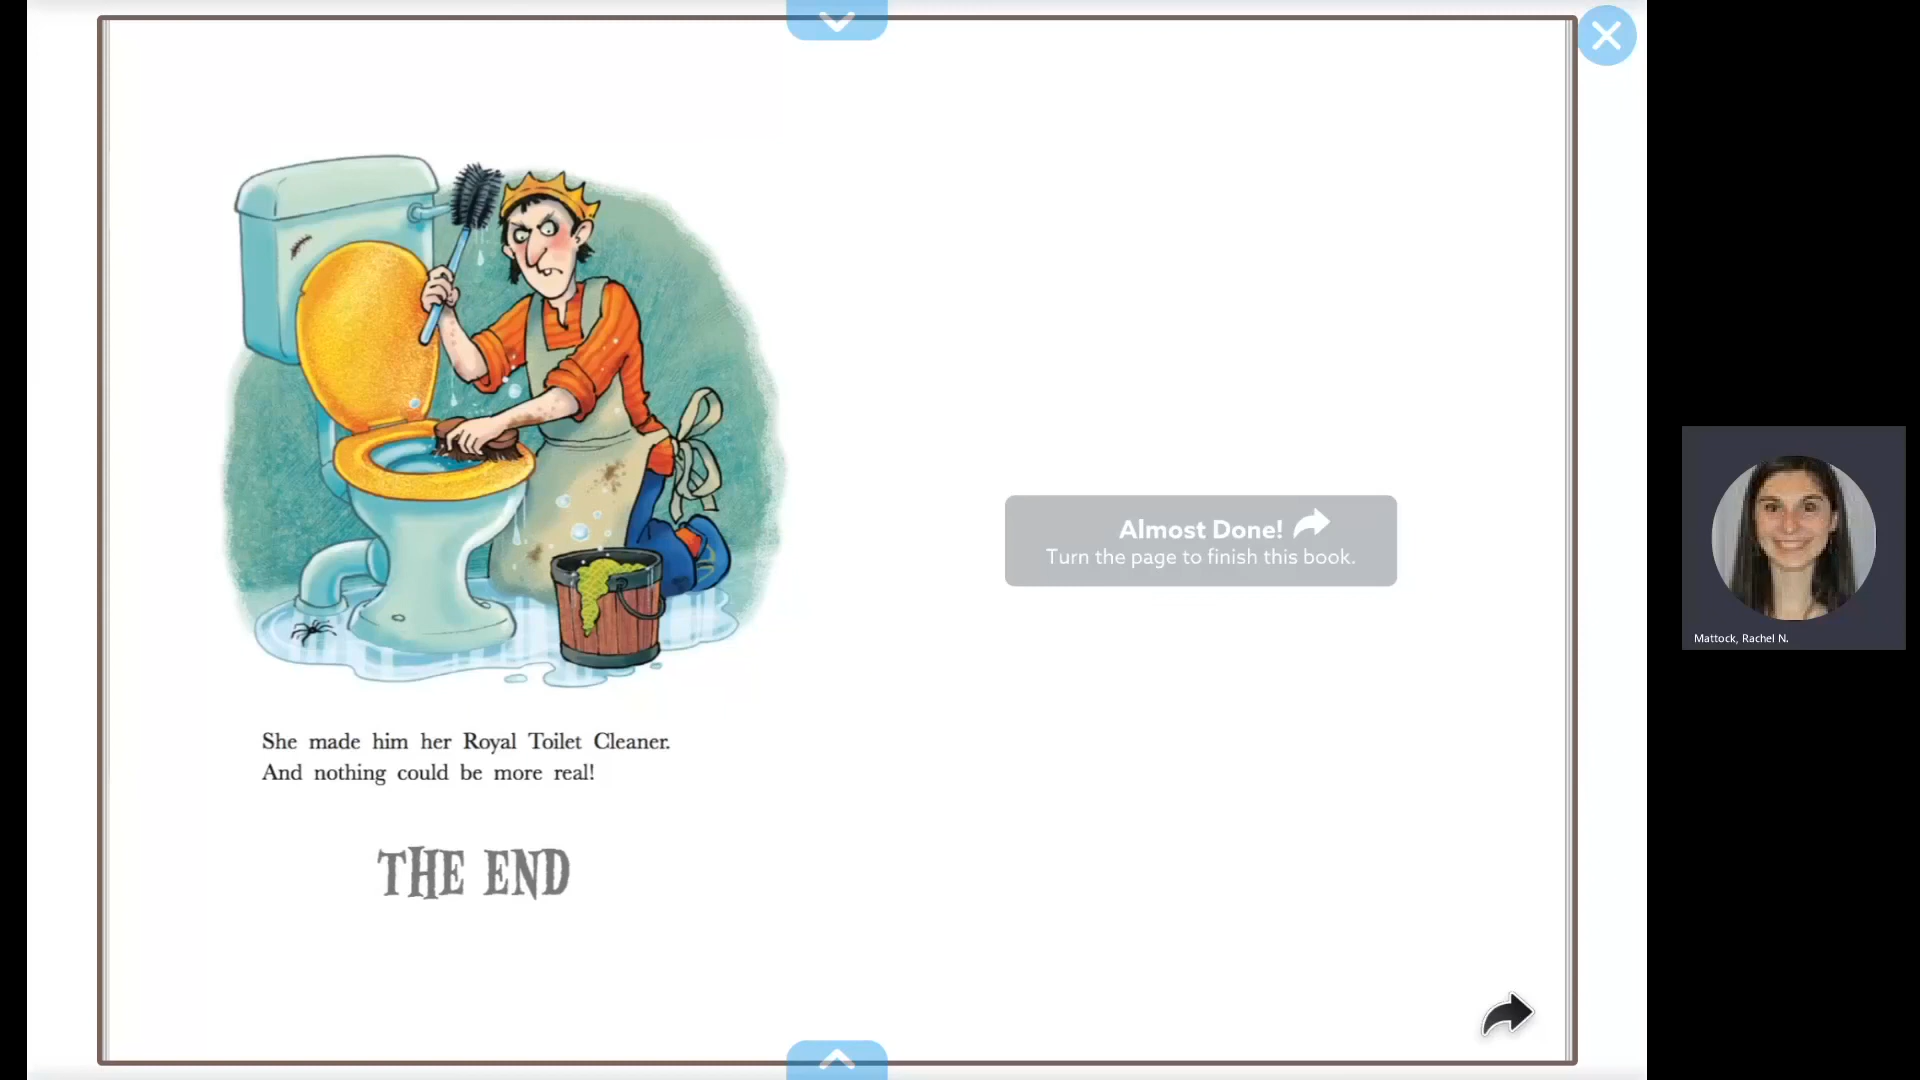 She made him her Royal Toilet Cleaner.
And nothing could be more real!
THE END
Almost Done!
Turn the page to finish this book.
Mattock, Rachel N.